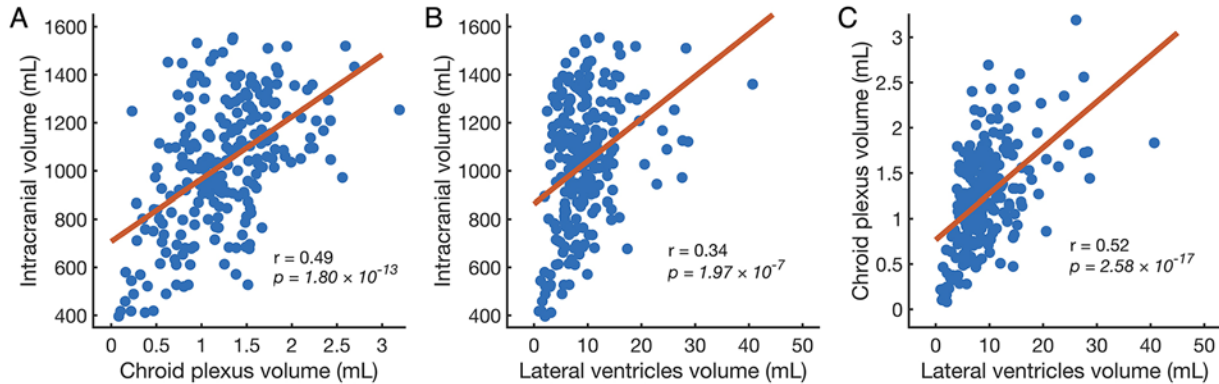 A
Intracranial volume (mL)
1600
1400
1200
1000
800
600
400
r = 0.49
p = 1.80 × 10-13
0 0.5 1 1.5 2 2.5 3
Chroid plexus volume (mL)
B
Intracranial volume (mL)
1600
1400
1200
1000
800
600
400
r = 0.34
p = 1.97 × 10-7
0 10 20 30 40 50
Lateral ventricles volume (mL)
C
Chroid plexus volume (mL)
3
2.5
2
1.5
1
0.5
0
r = 0.52
p = 2.58 × 10-17
0 10 20 30 40 50
Lateral ventricles volume (mL)